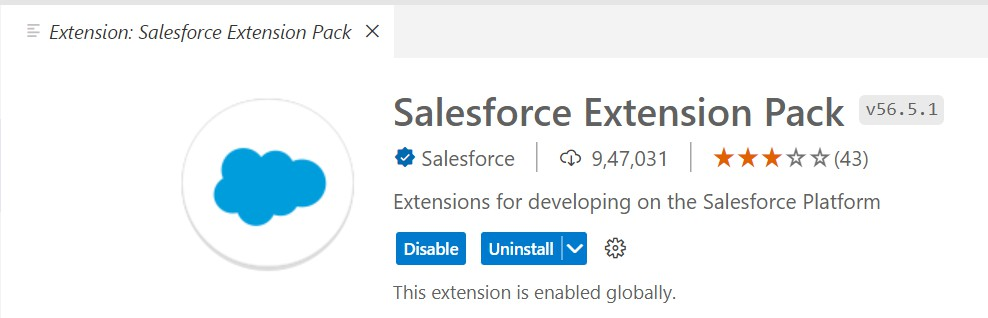 Extension: Salesforce Extension Pack
Salesforce Extension Pack v56.5.1
Salesforce 9,47,031 (43)
Extensions for developing on the Salesforce Platform
Disable Uninstall
This extension is enabled globally.